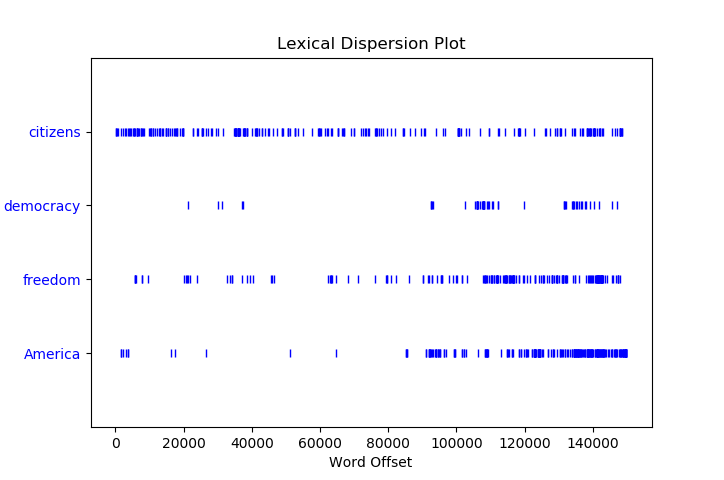 Lexical Dispersion Plot
citizens
democracy
freedom
America
0 20000 40000 60000 80000 100000 120000 140000
Word Offset